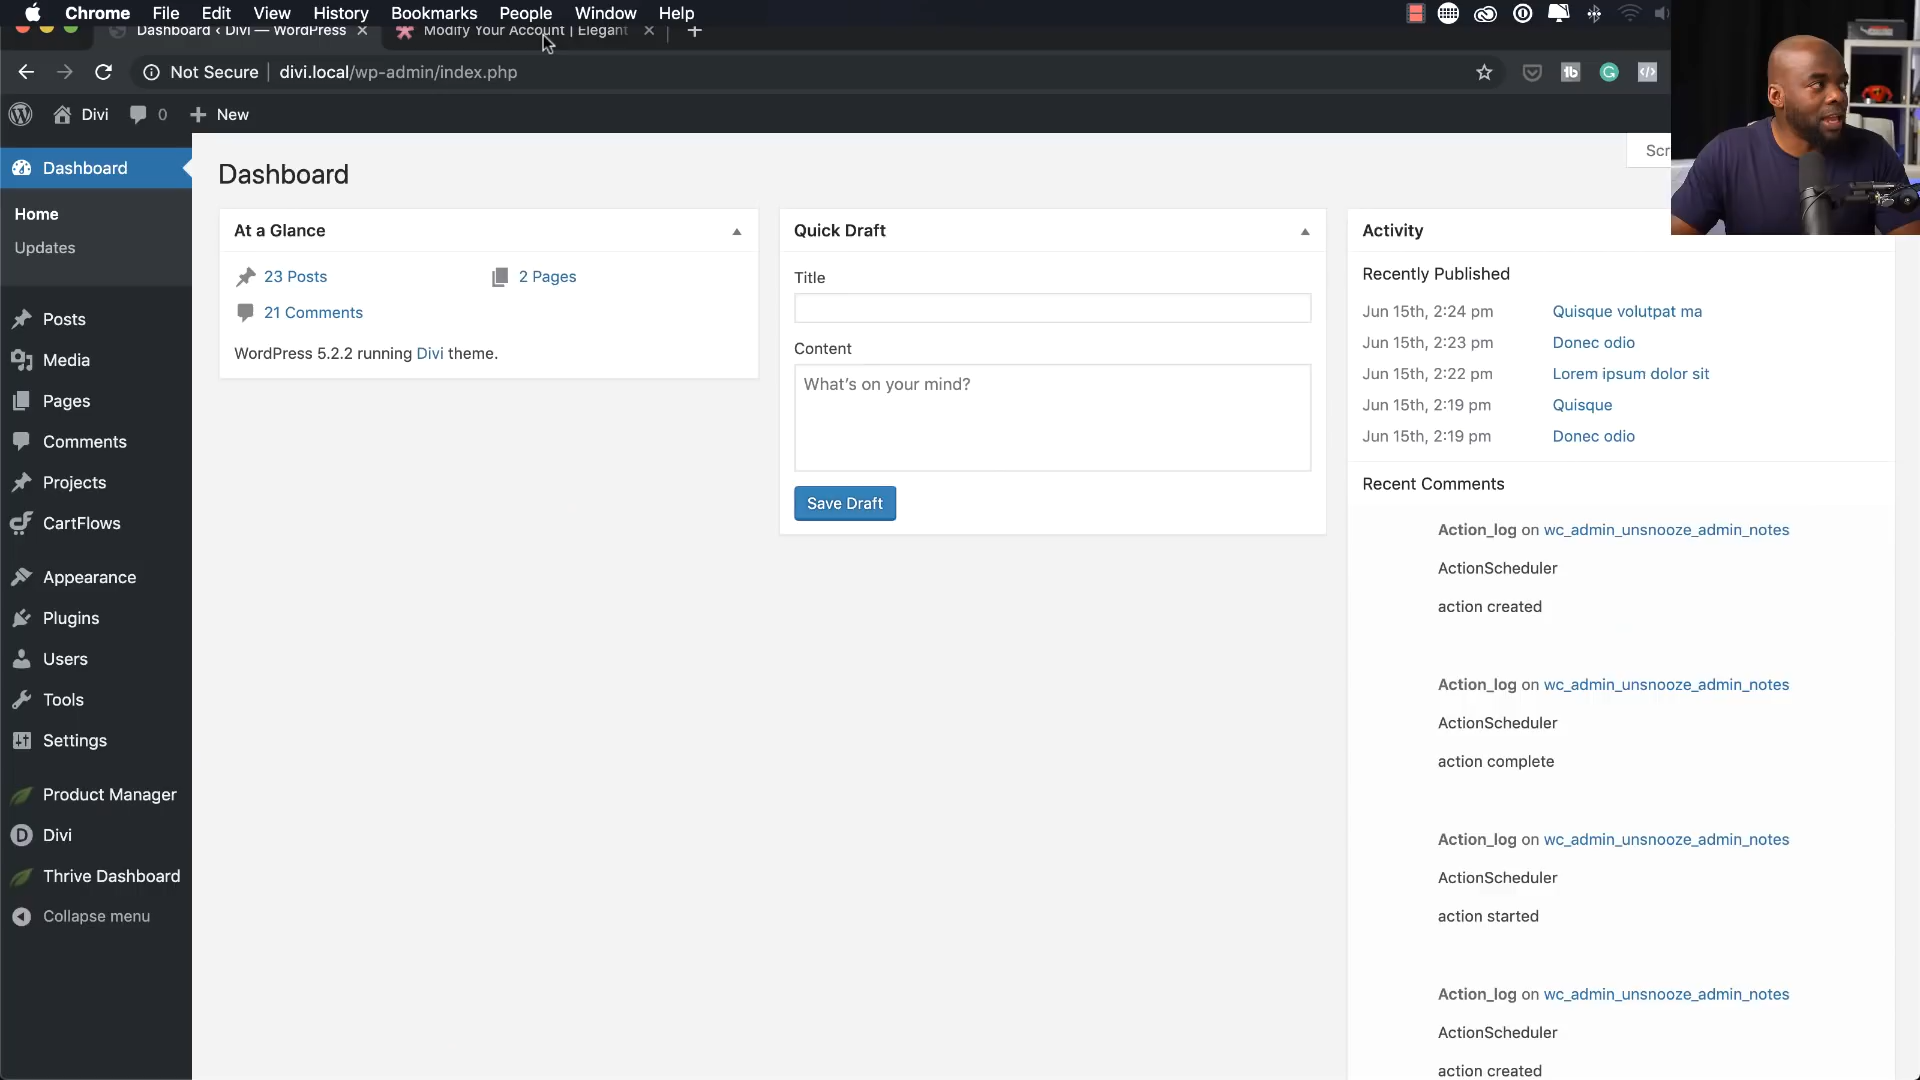 Chrome File Edit View History Bookmarks People Window Help
Dashboard ‹ Divi — WordPress
Modify Your Account | Elegant
Not Secure | divi.local/wp-admin/index.php
Divi 0 New
Scr
Dashboard
Home
Updates
Posts
Media
Pages
Comments
Projects
CartFlows
Appearance
Plugins
Users
Tools
Settings
Product Manager
Divi
Thrive Dashboard
Collapse menu
Dashboard
At a Glance
23 Posts
2 Pages
21 Comments
WordPress 5.2.2 running Divi theme.
Quick Draft
Title
Content
What's on your mind?
Save Draft
Activity
Recently Published
Jun 15th, 2:24 pm Quisque volutpat ma
Jun 15th, 2:23 pm Donec odio
Jun 15th, 2:22 pm Lorem ipsum dolor sit
Jun 15th, 2:19 pm Quisque
Jun 15th, 2:19 pm Donec odio
Recent Comments
Action_log on wc_admin_unsnooze_admin_notes
ActionScheduler
action created
Action_log on wc_admin_unsnooze_admin_notes
ActionScheduler
action complete
Action_log on wc_admin_unsnooze_admin_notes
ActionScheduler
action started
Action_log on wc_admin_unsnooze_admin_notes
ActionScheduler
action created